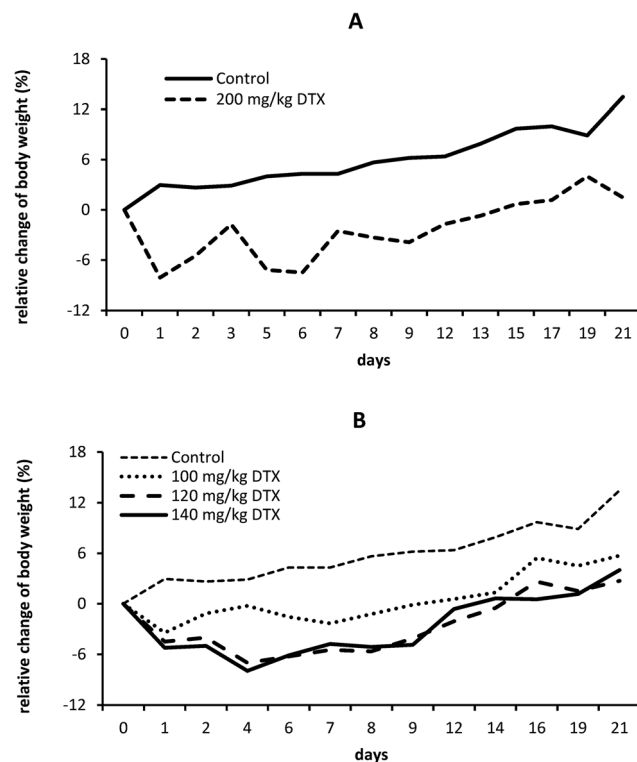 A
relative change of body weight (%)
18
12
6
0
-6
-12
Control
200 mg/kg DTX
0 1 2 3 5 6 7 8 9 12 13 15 17 19 21
days
B
relative change of body weight (%)
18
12
6
0
-6
-12
Control
100 mg/kg DTX
120 mg/kg DTX
140 mg/kg DTX
0 1 2 4 6 7 8 9 12 14 16 19 21
days